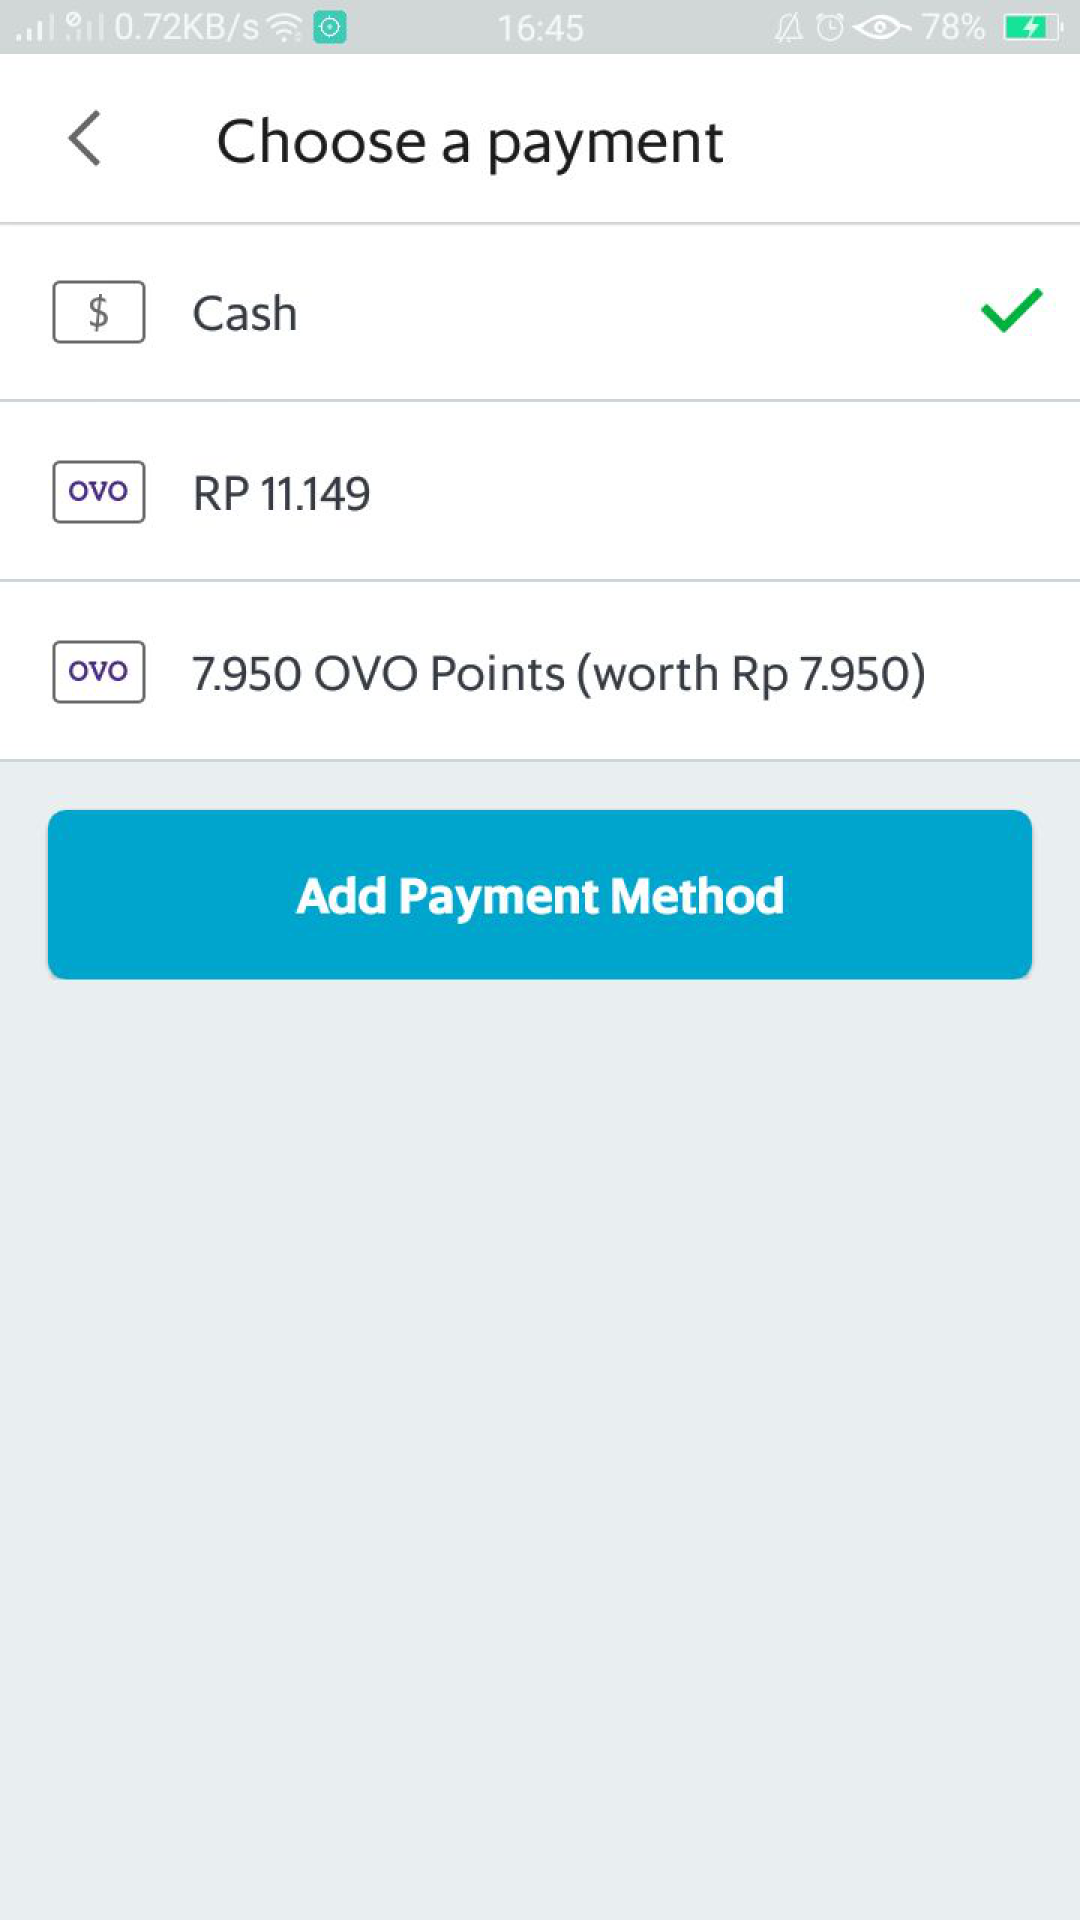 0.72KB/s 16:45 78%
Choose a payment
$ Cash
OVO RP 11.149
OVO 7.950 OVO Points (worth Rp 7.950)
Add Payment Method